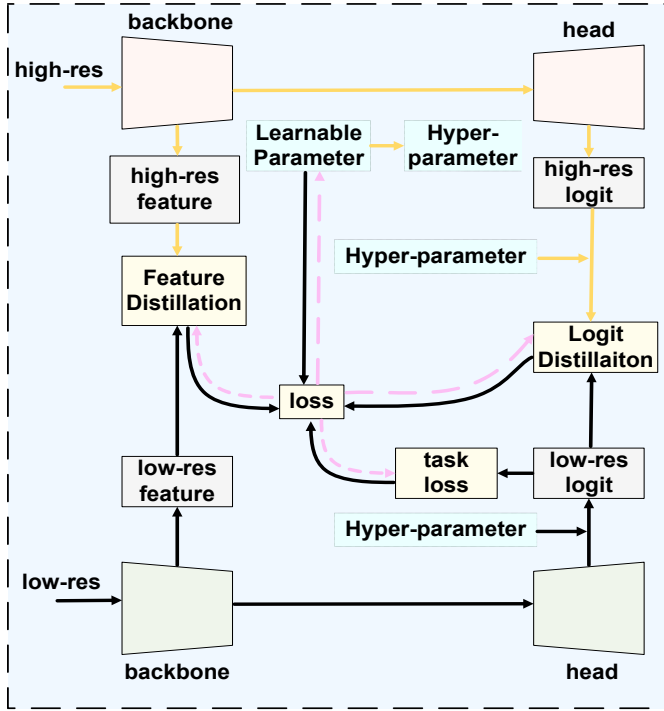 backbone
head
high-res
Learnable
Parameter
Hyper-
parameter
high-res
feature
high-res
logit
Hyper-parameter
Feature
Distillation
Logit
Distillaiton
loss
task
loss
low-res
feature
low-res
logit
Hyper-parameter
low-res
backbone
head